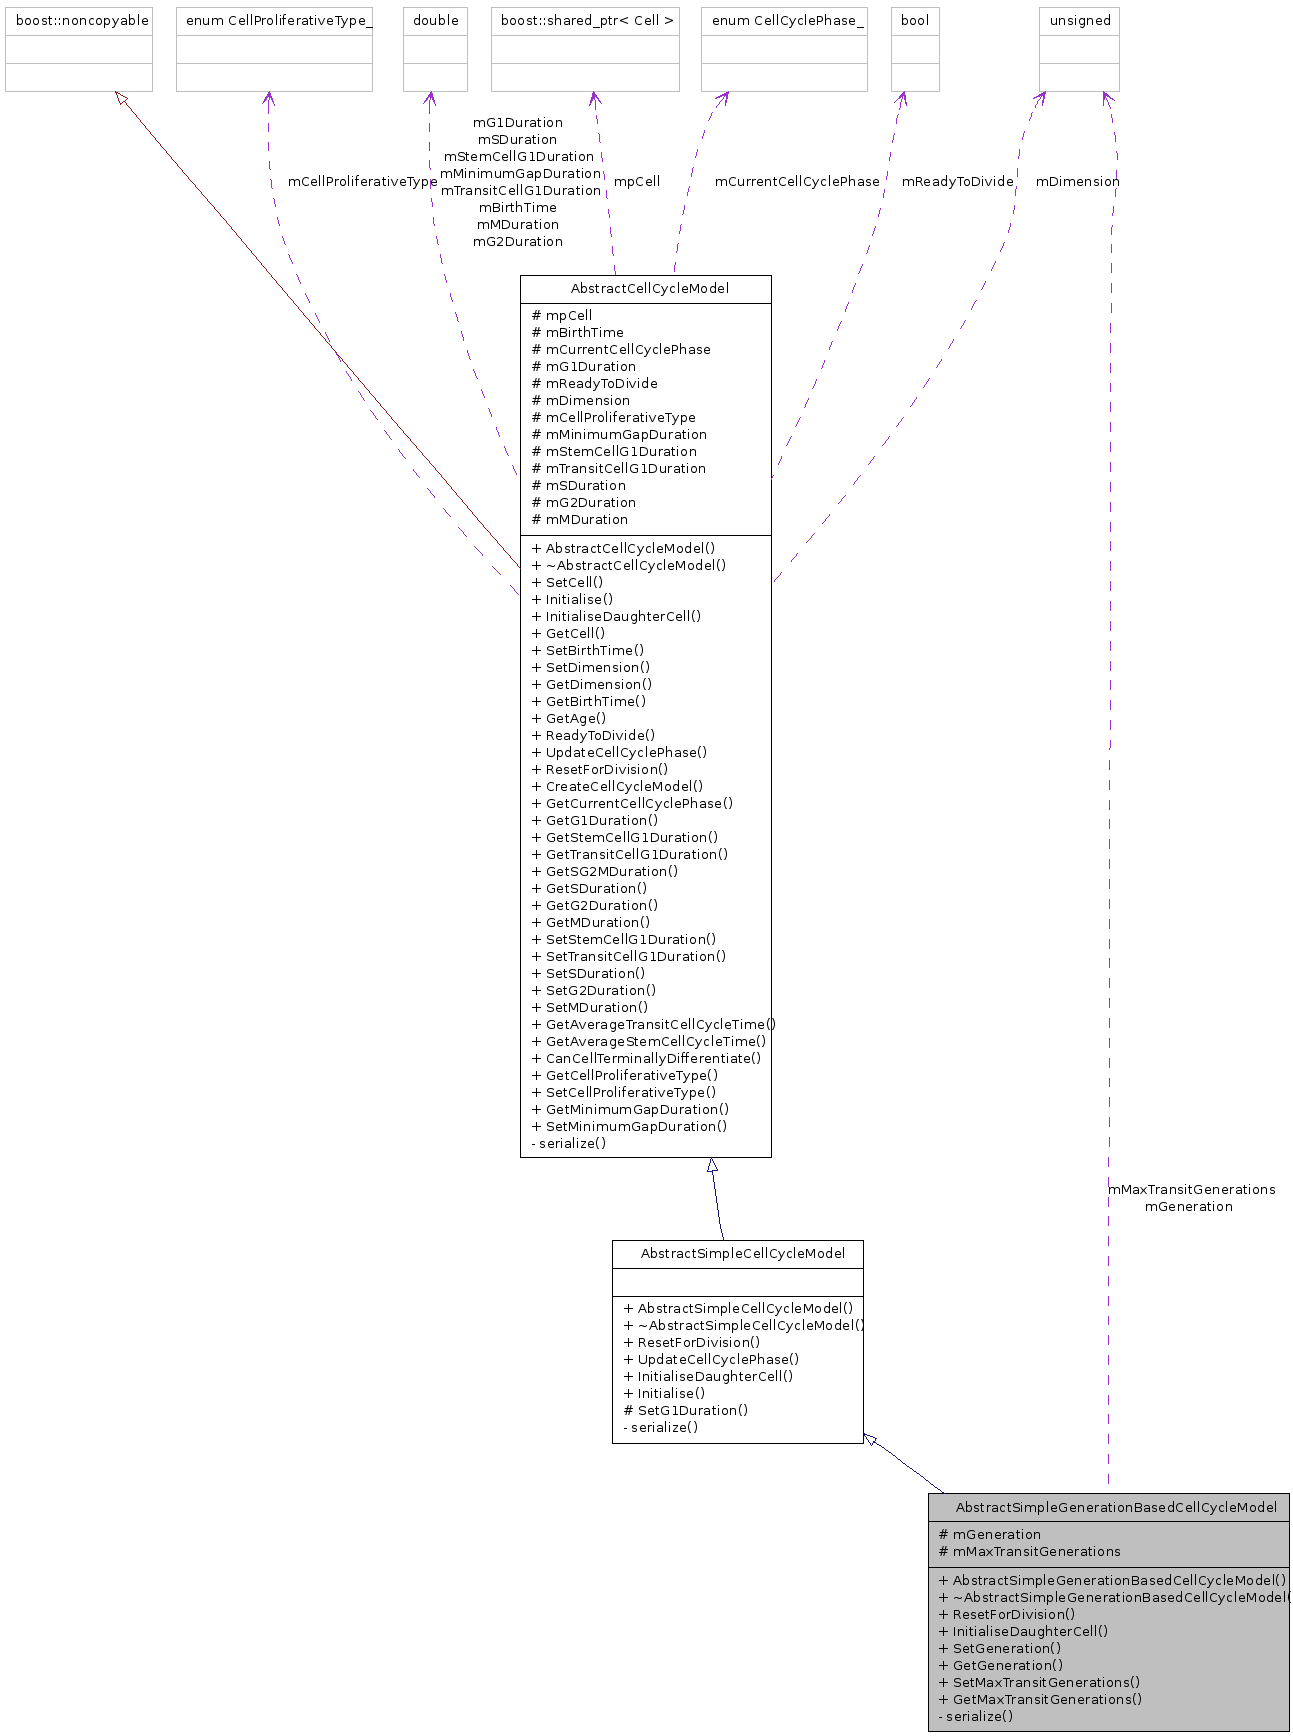 boost::noncopyable
enum CellProliferativeType_
double
boost::shared_ptr< Cell >
enum CellCyclePhase_
bool
unsigned
mCellProliferativeType
mG1Duration
mSDuration
mStemCellG1Duration
mMinimumGapDuration
mTransitCellG1Duration
mBirthTime
mMDuration
mG2Duration
mpCell
mCurrentCellCyclePhase
mReadyToDivide
mDimension
AbstractCellCycleModel
# mpCell
# mBirthTime
# mCurrentCellCyclePhase
# mG1Duration
# mReadyToDivide
# mDimension
# mCellProliferativeType
# mMinimumGapDuration
# mStemCellG1Duration
# mTransitCellG1Duration
# mSDuration
# mG2Duration
# mMDuration
+ AbstractCellCycleModel()
+ ~AbstractCellCycleModel()
+ SetCell()
+ Initialise()
+ InitialiseDaughterCell()
+ GetCell()
+ SetBirthTime()
+ SetDimension()
+ GetDimension()
+ GetBirthTime()
+ GetAge()
+ ReadyToDivide()
+ UpdateCellCyclePhase()
+ ResetForDivision()
+ CreateCellCycleModel()
+ GetCurrentCellCyclePhase()
+ GetG1Duration()
+ GetStemCellG1Duration()
+ GetTransitCellG1Duration()
+ GetSG2MDuration()
+ GetSDuration()
+ GetG2Duration()
+ GetMDuration()
+ SetStemCellG1Duration()
+ SetTransitCellG1Duration()
+ SetSDuration()
+ SetG2Duration()
+ SetMDuration()
+ GetAverageTransitCellCycleTime()
+ GetAverageStemCellCycleTime()
+ CanCellTerminallyDifferentiate()
+ GetCellProliferativeType()
+ SetCellProliferativeType()
+ GetMinimumGapDuration()
+ SetMinimumGapDuration()
- serialize()
mMaxTransitGenerations
mGeneration
AbstractSimpleCellCycleModel
+ AbstractSimpleCellCycleModel()
+ ~AbstractSimpleCellCycleModel()
+ ResetForDivision()
+ UpdateCellCyclePhase()
+ InitialiseDaughterCell()
+ Initialise()
# SetG1Duration()
- serialize()
AbstractSimpleGenerationBasedCellCycleModel
# mGeneration
# mMaxTransitGenerations
+ AbstractSimpleGenerationBasedCellCycleModel()
+ ~AbstractSimpleGenerationBasedCellCycleModel(
+ ResetForDivision()
+ InitialiseDaughterCell()
+ SetGeneration()
+ GetGeneration()
+ SetMaxTransitGenerations()
+ GetMaxTransitGenerations()
- serialize()